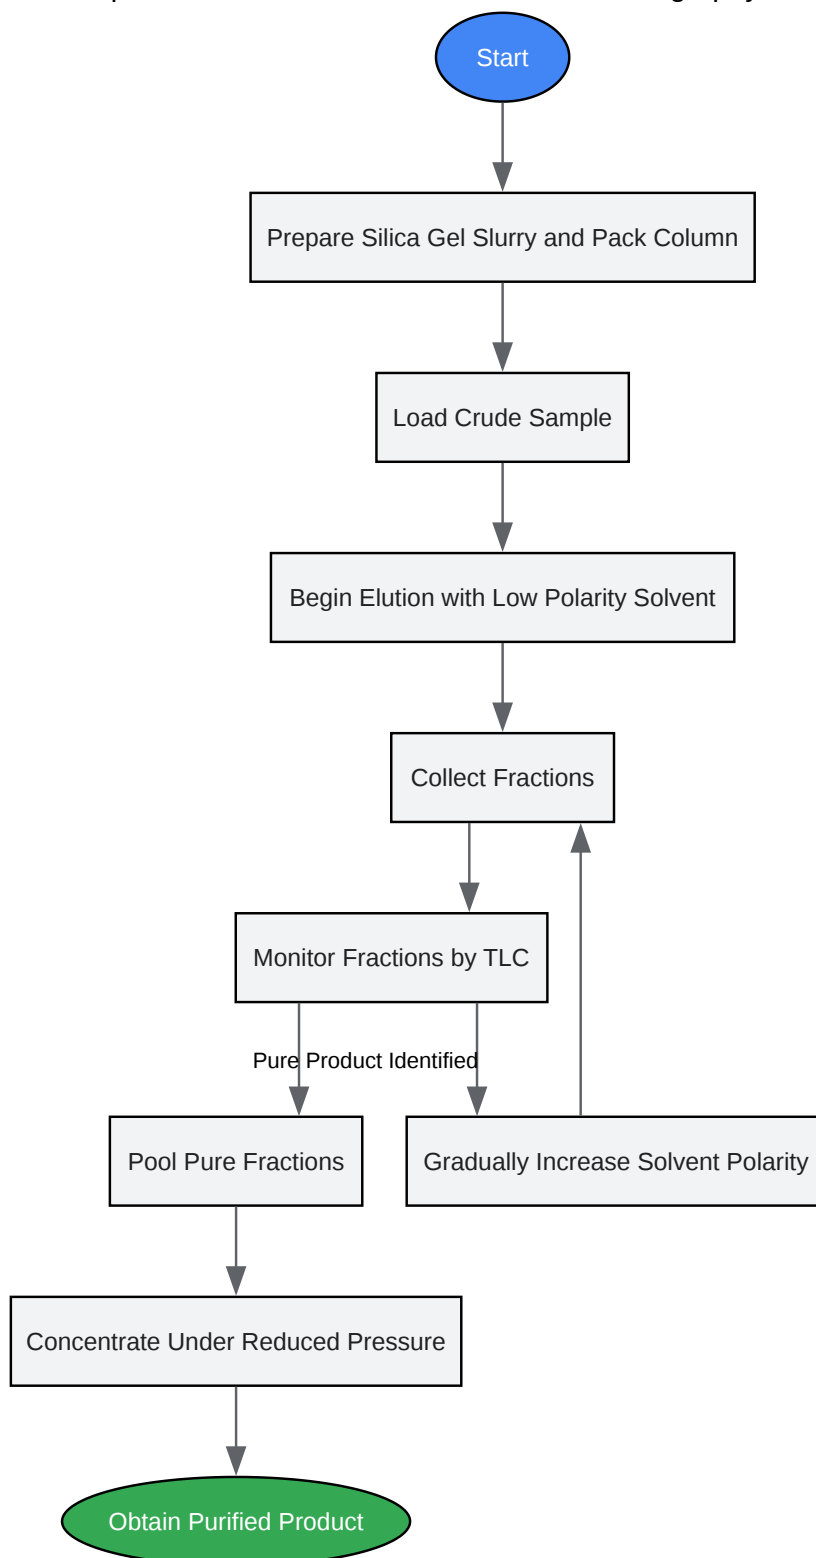 Start
Prepare Silica Gel Slurry and Pack Column
Load Crude Sample
Begin Elution with Low Polarity Solvent
Collect Fractions
Monitor Fractions by TLC
Pure Product Identified
Pool Pure Fractions
Gradually Increase Solvent Polarity
Concentrate Under Reduced Pressure
Obtain Purified Product